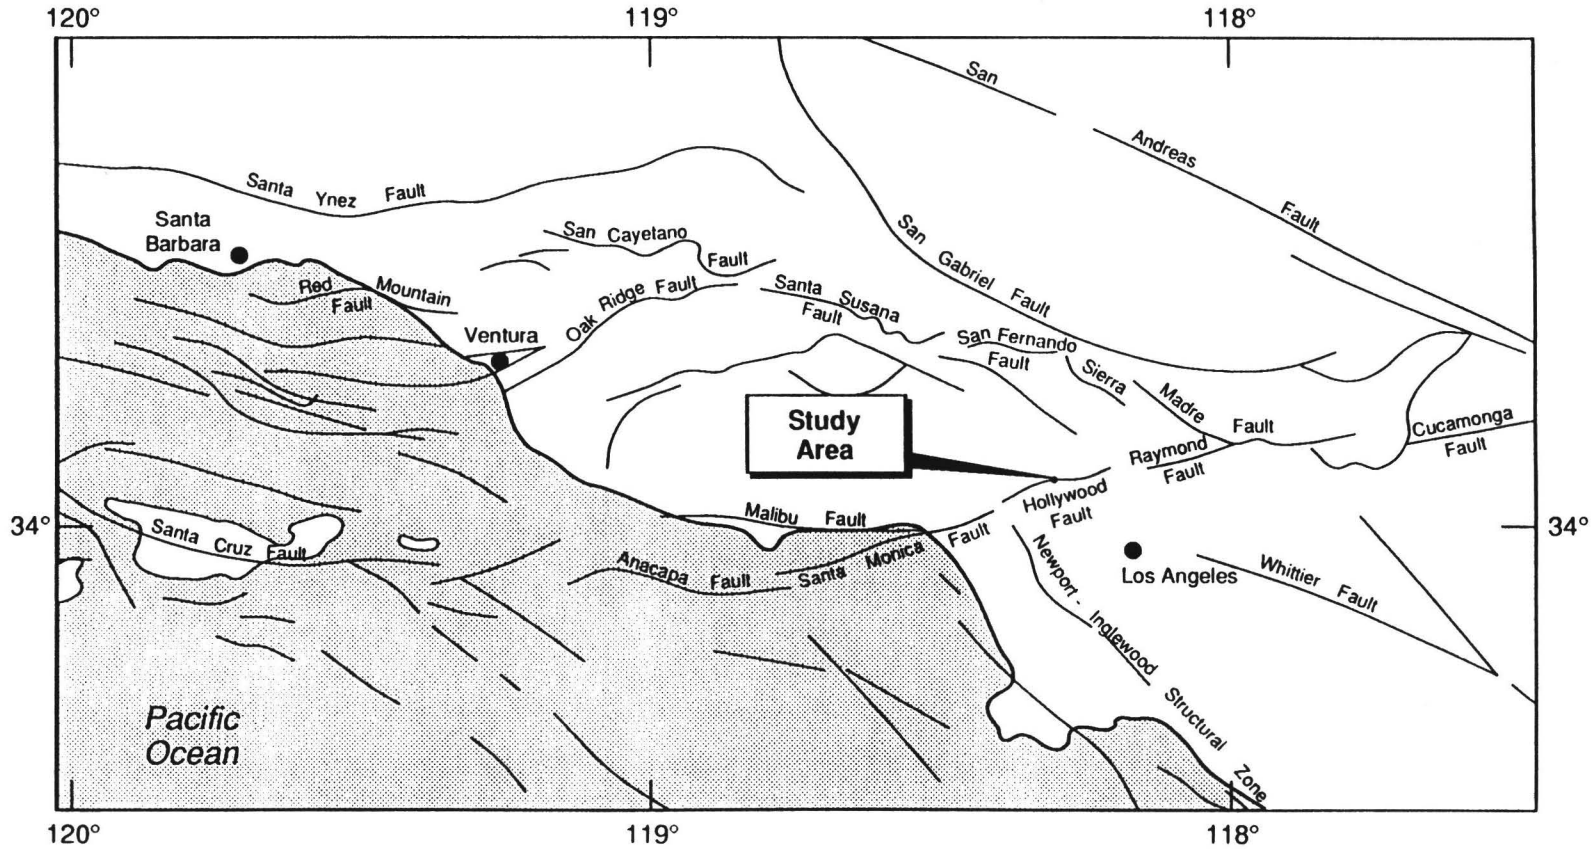 120°
119°
118°
San
Andreas
Fault
Santa Ynez Fault
Santa
Barbara
San Cayetano
Fault
San
Gabriel
Fault
Red Mountain
Fault
Oak Ridge Fault
Santa Susana
Fault
Ventura
San Fernando
Fault
Sierra
Madre
Fault
Study
Area
Cucamonga
Fault
Raymond
Fault
Hollywood
Fault
34°
34°
Malibu Fault
Santa Cruz Fault
Anacapa Fault
Santa Monica Fault
Newport - Inglewood Structural Zone
Los Angeles
Whittier Fault
Pacific
Ocean
120°
119°
118°